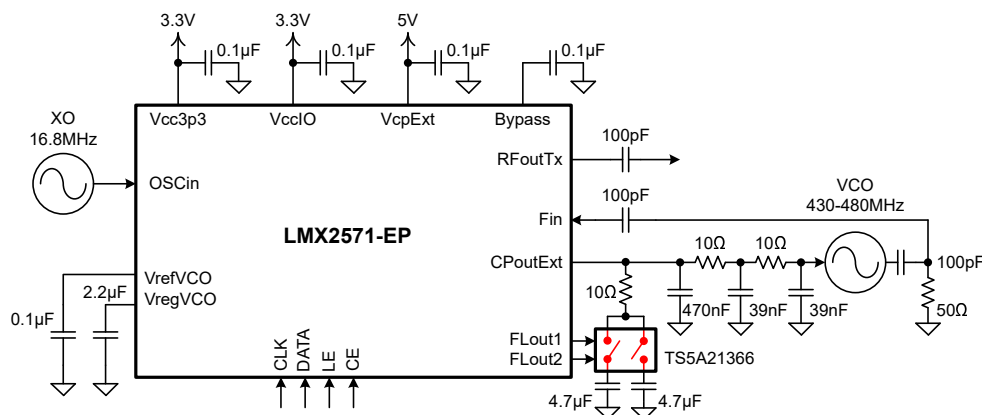 3.3V
3.3V
5V
0.1µF
0.1µF
0.1µF
0.1µF
XO
16.8MHz
Vcc3p3
VccIO
VcpExt
Bypass
100pF
RFoutTx
OSCin
100pF
VCO
430-480MHz
Fin
LMX2571-EP
10Ω
10Ω
CPoutExt
100pF
VrefVCO
10Ω
2.2µF
VregVCO
470nF
39nF
39nF
50Ω
0.1µF
FLout1
FLout2
TS5A21366
CLK
DATA
LE
CE
4.7µF
4.7µF